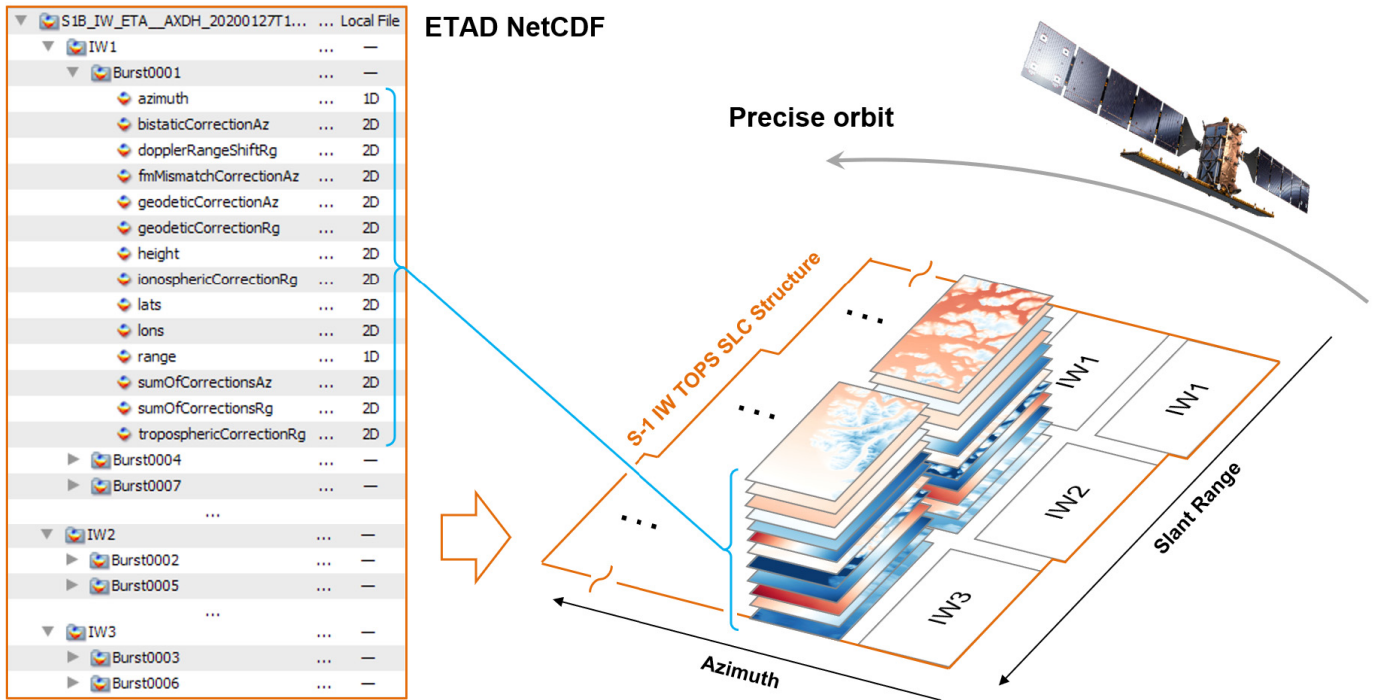 S1B_IW_ETA__AXDH_20200127T1... ... Local File
IW1 ... —
Burst0001 ... —
azimuth ... 1D
bistaticCorrectionAz ... 2D
dopplerRangeShiftRg ... 2D
fmMismatchCorrectionAz ... 2D
geodeticCorrectionAz ... 2D
geodeticCorrectionRg ... 2D
height ... 2D
ionosphericCorrectionRg ... 2D
lats ... 2D
lons ... 2D
range ... 1D
sumOfCorrectionsAz ... 2D
sumOfCorrectionsRg ... 2D
troposphericCorrectionRg ... 2D
Burst0004 ... —
Burst0007 ... —
...
IW2 ... —
Burst0002 ... —
Burst0005 ... —
...
IW3 ... —
Burst0003 ... —
Burst0006 ... —
ETAD NetCDF
Precise orbit
S-1 IW TOPS SLC Structure
...
...
...
IW1
IW1
IW2
IW3
Slant Range
Azimuth